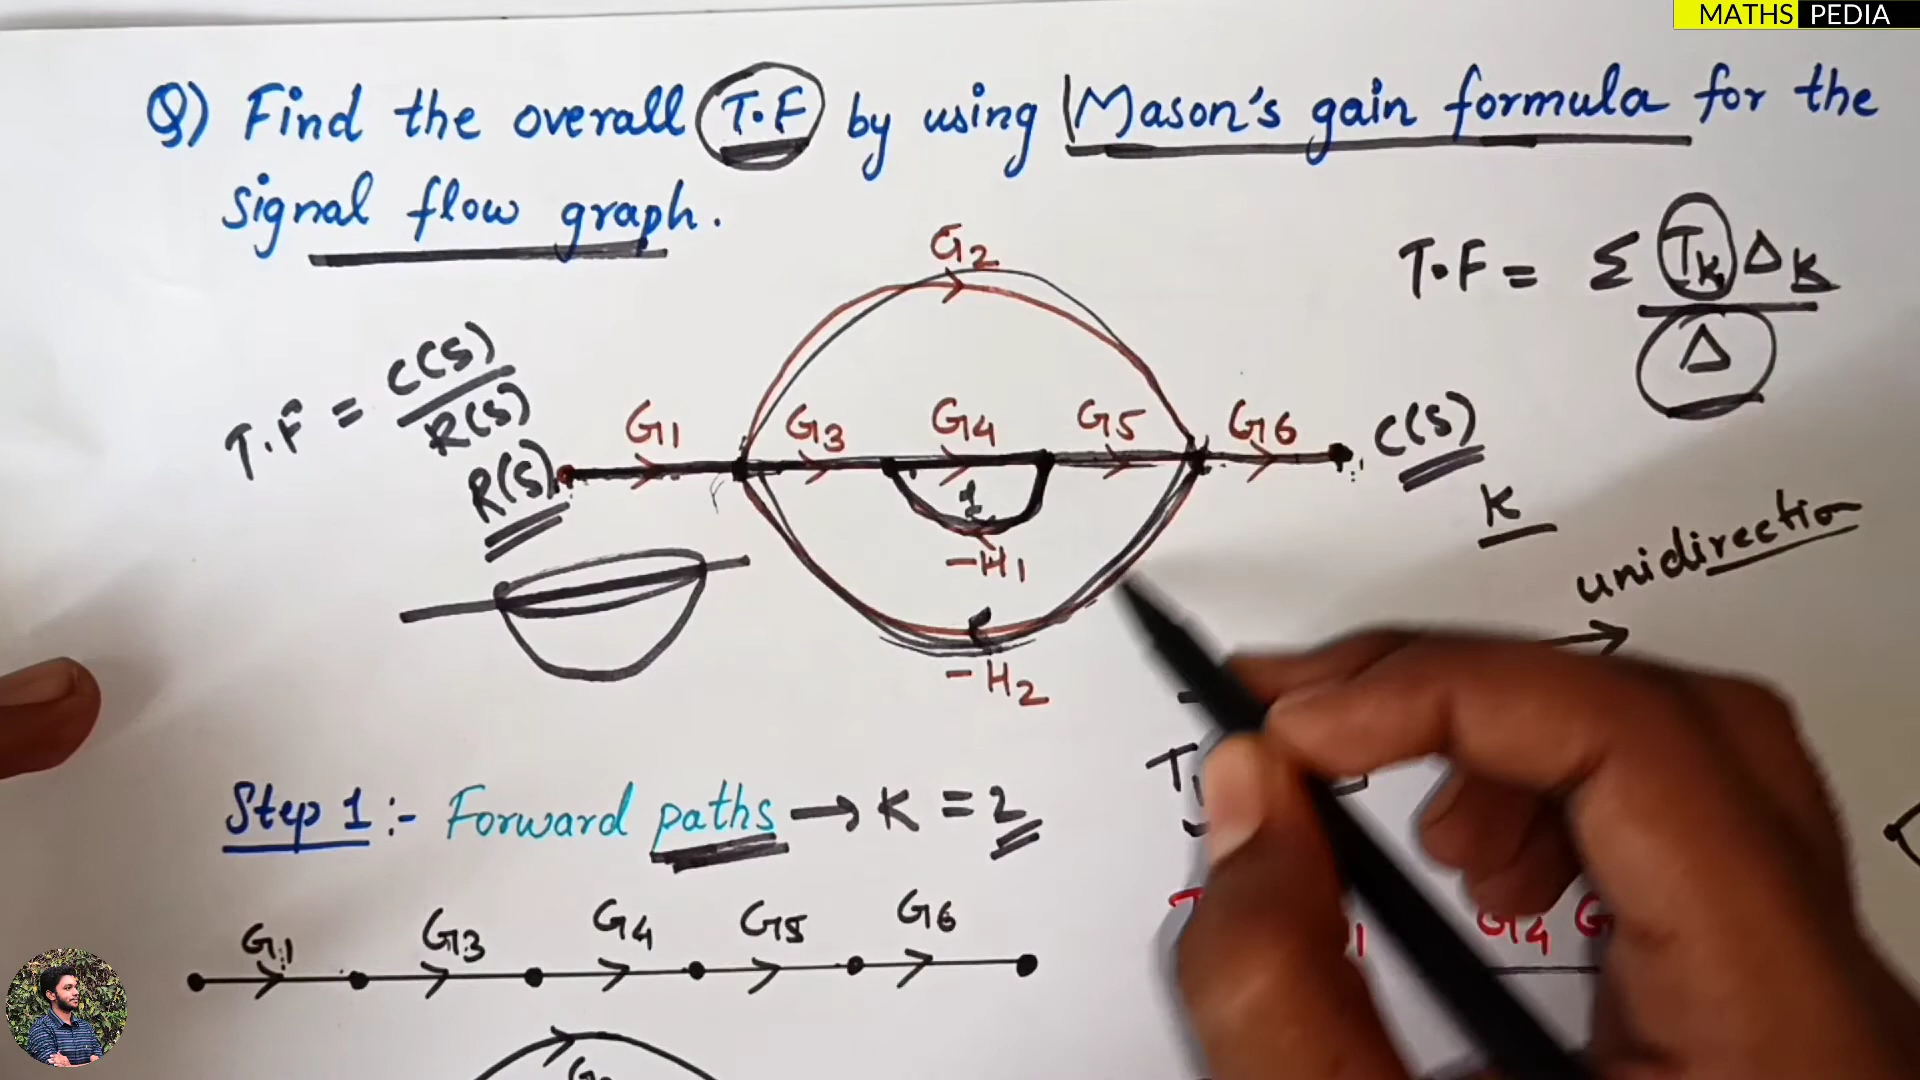 MATHS PEDIA
Q) Find the overall T.F by using Mason's gain formula for the
signal flow graph.
T.F = Σ Tk Δk
Δ
G2
T.F = C(S)
R(S)
G1 G3 G4 G5 G6
R(S)
C(S)
1
-H1
K
unidirection
-H2
Step 1:- Forward paths → K = 2
G1 G3 G4 G5 G6
G4